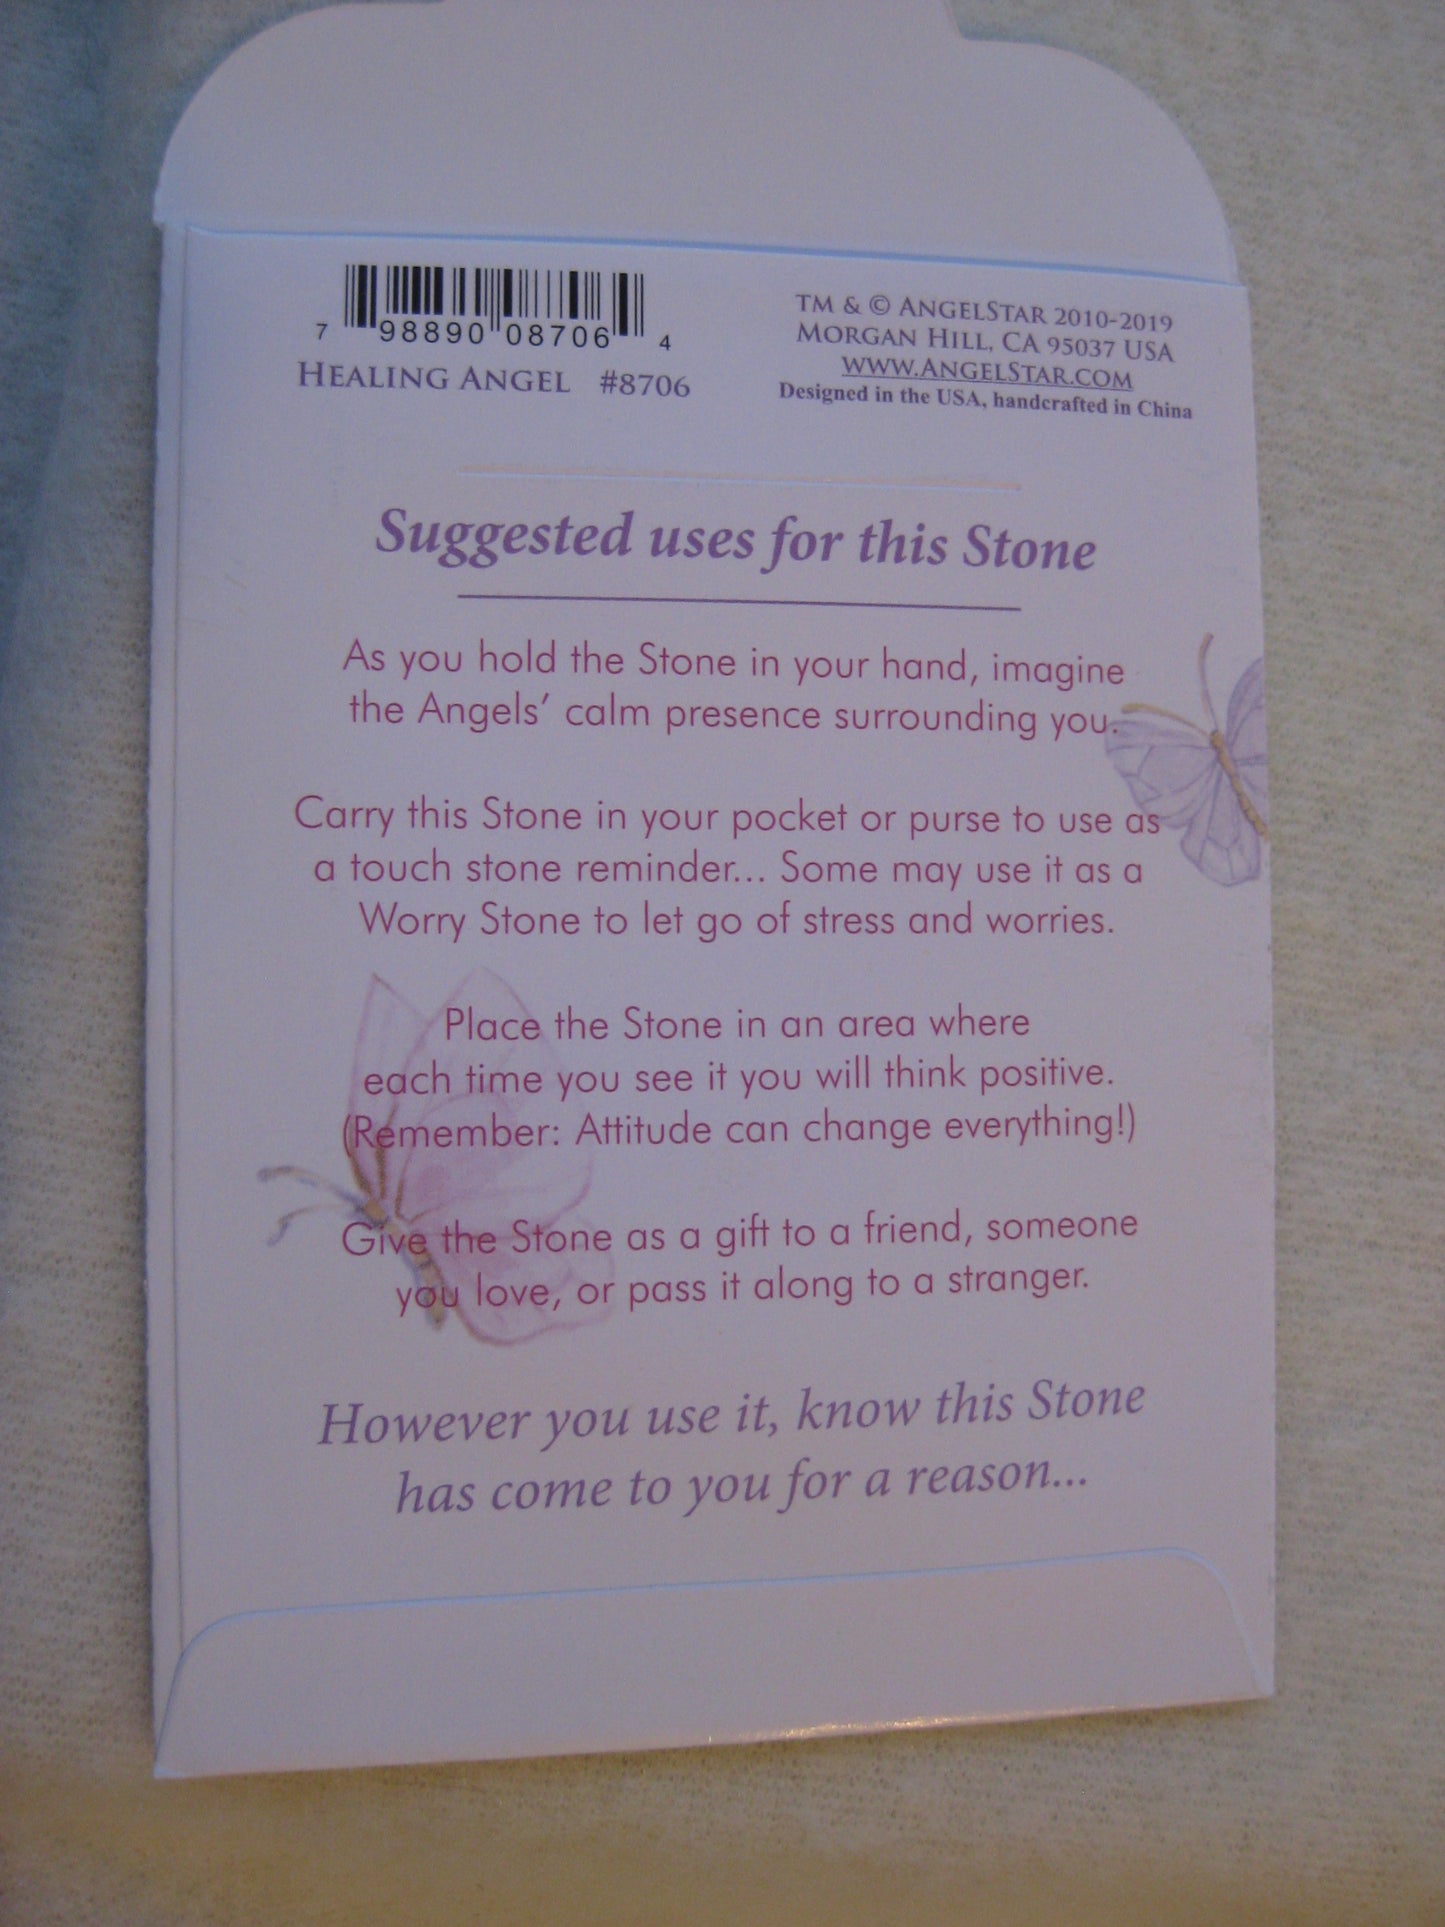 7 98890 08706 4
HEALING ANGEL #8706
TM & © ANGELSTAR 2010-2019
MORGAN HILL, CA 95037 USA
WWW.ANGELSTAR.COM
Designed in the USA, handcrafted in China
Suggested uses for this Stone
As you hold the Stone in your hand, imagine
the Angels' calm presence surrounding you.
Carry this Stone in your pocket or purse to use as
a touch stone reminder... Some may use it as a
Worry Stone to let go of stress and worries.
Place the Stone in an area where
each time you see it you will think positive.
(Remember: Attitude can change everything!)
Give the Stone as a gift to a friend, someone
you love, or pass it along to a stranger.
However you use it, know this Stone
has come to you for a reason...